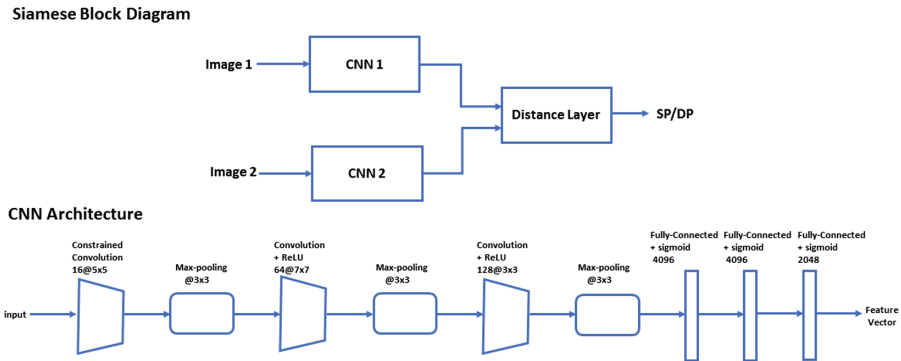 Siamese Block Diagram
Image 1
CNN 1
Distance Layer
SP/DP
Image 2
CNN 2
CNN Architecture
input
Constrained
Convolution
16@5x5
Max-pooling
@3x3
Convolution
+ ReLU
64@7x7
Max-pooling
@3x3
Convolution
+ ReLU
128@3x3
Max-pooling
@3x3
Fully-Connected
+ sigmoid
4096
Fully-Connected
+ sigmoid
4096
Fully-Connected
+ sigmoid
2048
Feature
Vector